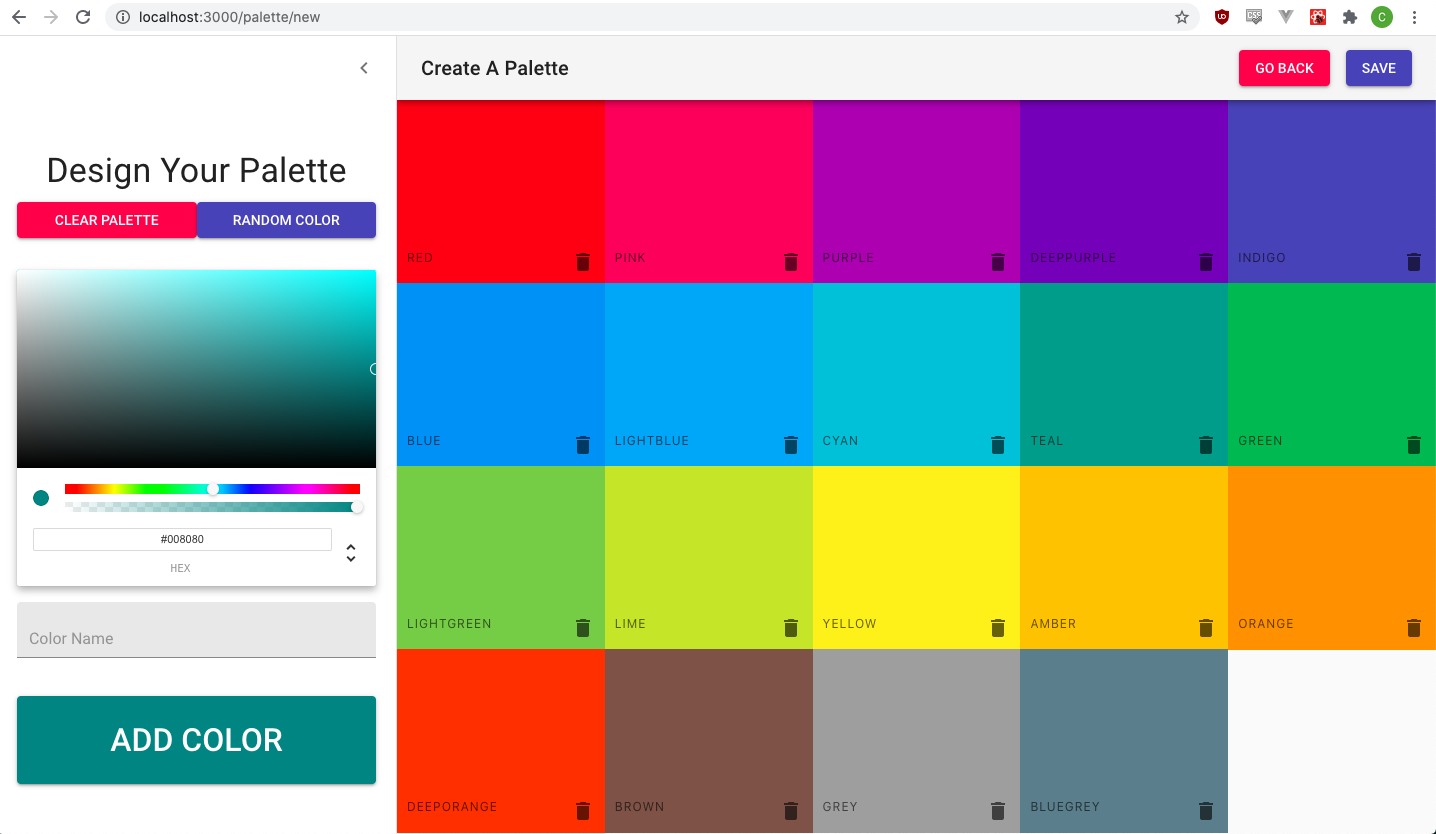 localhost:3000/palette/new
C
Create A Palette
GO BACK
SAVE
Design Your Palette
CLEAR PALETTE
RANDOM COLOR
#008080
HEX
Color Name
ADD COLOR
RED
PINK
PURPLE
DEEPPURPLE
INDIGO
BLUE
LIGHTBLUE
CYAN
TEAL
GREEN
LIGHTGREEN
LIME
YELLOW
AMBER
ORANGE
DEEPORANGE
BROWN
GREY
BLUEGREY